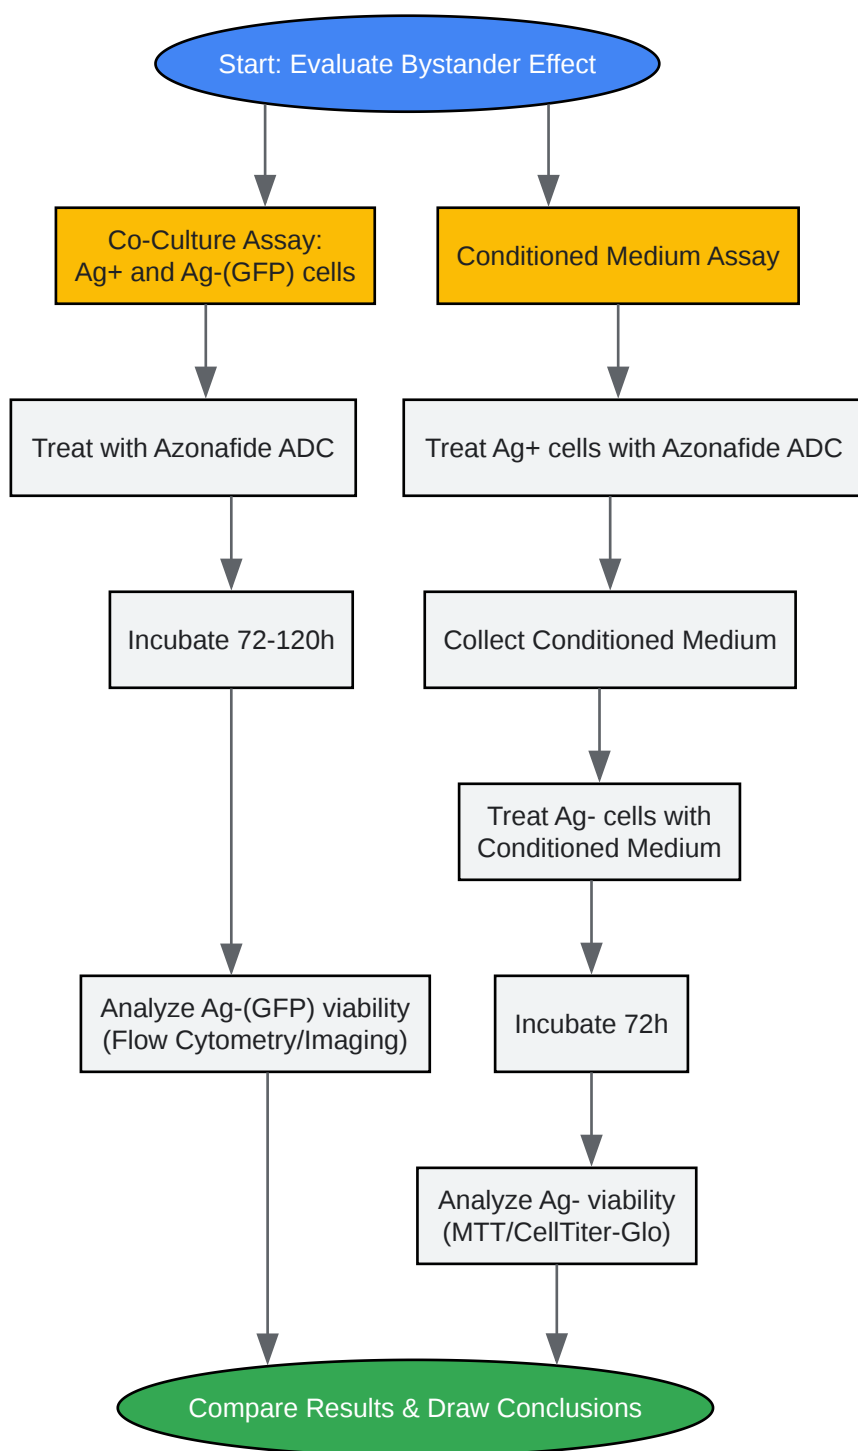 Start: Evaluate Bystander Effect
Co-Culture Assay:
Ag+ and Ag-(GFP) cells
Conditioned Medium Assay
Treat with Azonafide ADC
Treat Ag+ cells with Azonafide ADC
Incubate 72-120h
Collect Conditioned Medium
Treat Ag- cells with
Conditioned Medium
Analyze Ag-(GFP) viability
(Flow Cytometry/Imaging)
Incubate 72h
Analyze Ag- viability
(MTT/CellTiter-Glo)
Compare Results & Draw Conclusions